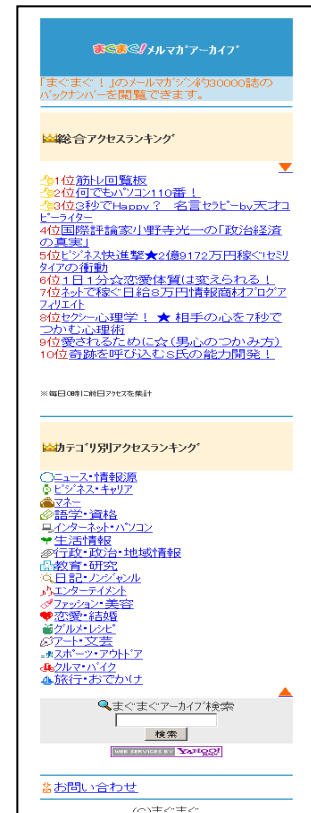 まぐまぐ!ﾒﾙﾏｶﾞｱｰｶｲﾌﾞ
「まぐまぐ！｣のﾒｰﾙﾏｶﾞｼﾞﾝ約30000誌の
ﾊﾞｯｸﾅﾝﾊﾞｰを閲覧できます。
総合アクセスﾗﾝｷﾝｸﾞ
1位筋トレ回覧板
2位何でもﾊﾟｿｺﾝ110番！
3位3秒でHappy？ 名言ｾﾗﾋﾟｰby天才ｺ
ﾋﾟｰﾗｲﾀｰ
4位国際評論家小野寺光一の「政治経済
の真実」
5位ﾋﾞｼﾞﾈｽ快進撃★2億9172万円稼ぐ!ｾﾐﾘ
ﾀｲｱの衝動
6位１日１分☆恋愛体質は変えられる！
7位ﾈｯﾄで稼ぐ日給8万円情報商材ﾌﾞﾛｸﾞｱ
ﾌｨﾘｴｲﾄ
8位ｾｸｼｰ心理学！ ★ 相手の心を7秒で
つかむ心理術
9位愛されるために☆(男心のつかみ方)
10位奇跡を呼び込むS氏の能力開発！
※毎日0時に前日ｱｸｾｽを集計
ｶﾃｺﾞﾘ別ｱｸｾｽﾗﾝｷﾝｸﾞ
ﾆｭｰｽ・情報源
ﾋﾞｼﾞﾈｽ・ｷｬﾘｱ
ﾏﾈｰ
語学・資格
ｲﾝﾀｰﾈｯﾄ・ﾊﾟｿｺﾝ
生活情報
行政・政治・地域情報
教育・研究
日記・ﾉﾝｼﾞｬﾝﾙ
ｴﾝﾀｰﾃｲﾒﾝﾄ
ﾌｧｯｼｮﾝ・美容
恋愛・結婚
ｸﾞﾙﾒ・ﾚｼﾋﾟ
ｱｰﾄ・文芸
ｽﾎﾟｰﾂ・ｱｳﾄﾄﾞｱ
ｸﾙﾏ・ﾊﾞｲｸ
旅行・おでかけ
まぐまぐｱｰｶｲﾌﾞ検索
検索
WEB SERVICES BY YAHOO!
お問い合わせ
(C)まぐまぐ